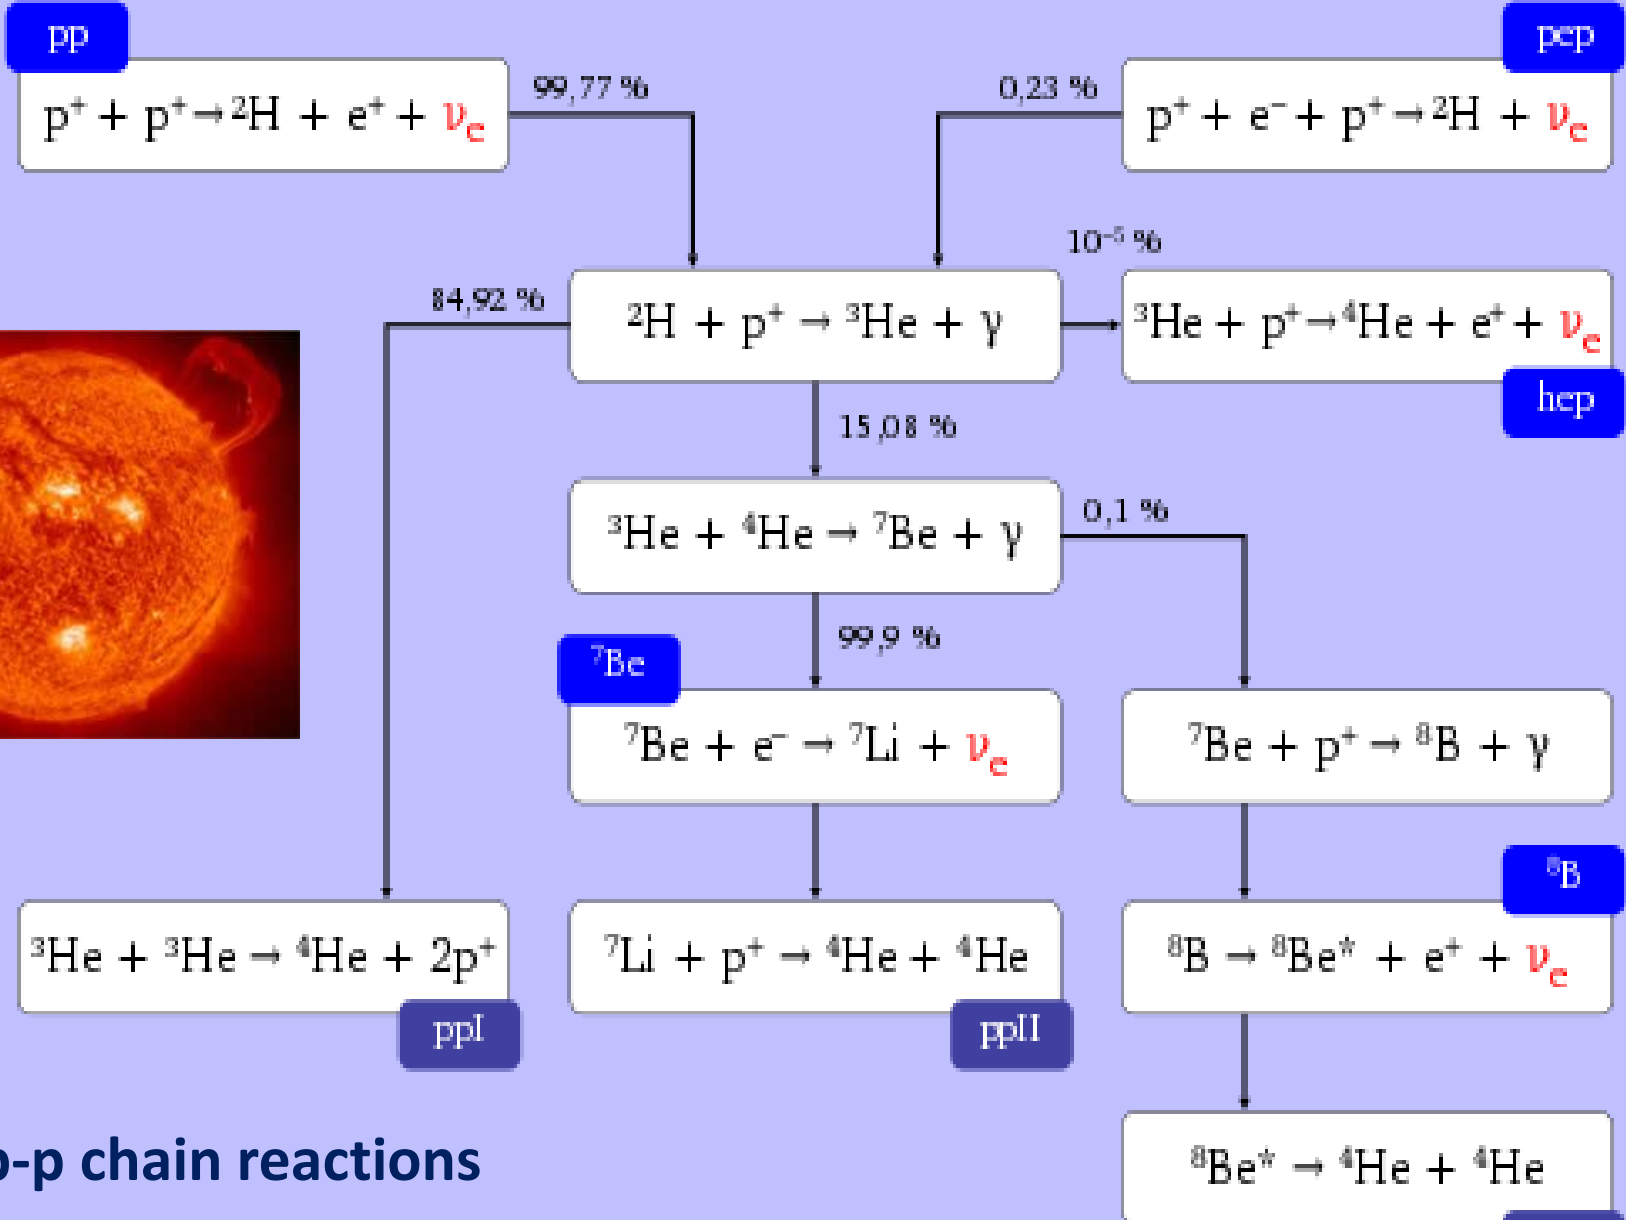 pp
p⁺ + p⁺ → ²H + e⁺ + νₑ
99,77 %
pep
p⁺ + e⁻ + p⁺ → ²H + νₑ
0,23 %
84,92 %
²H + p⁺ → ³He + γ
10⁻⁵ %
³He + p⁺ → ⁴He + e⁺ + νₑ
hep
15,08 %
³He + ⁴He → ⁷Be + γ
0,1 %
99,9 %
⁷Be
⁷Be + e⁻ → ⁷Li + νₑ
⁷Be + p⁺ → ⁸B + γ
³He + ³He → ⁴He + 2p⁺
ppI
⁷Li + p⁺ → ⁴He + ⁴He
ppII
⁸B
⁸B → ⁸Be* + e⁺ + νₑ
⁸Be* → ⁴He + ⁴He
p-p chain reactions